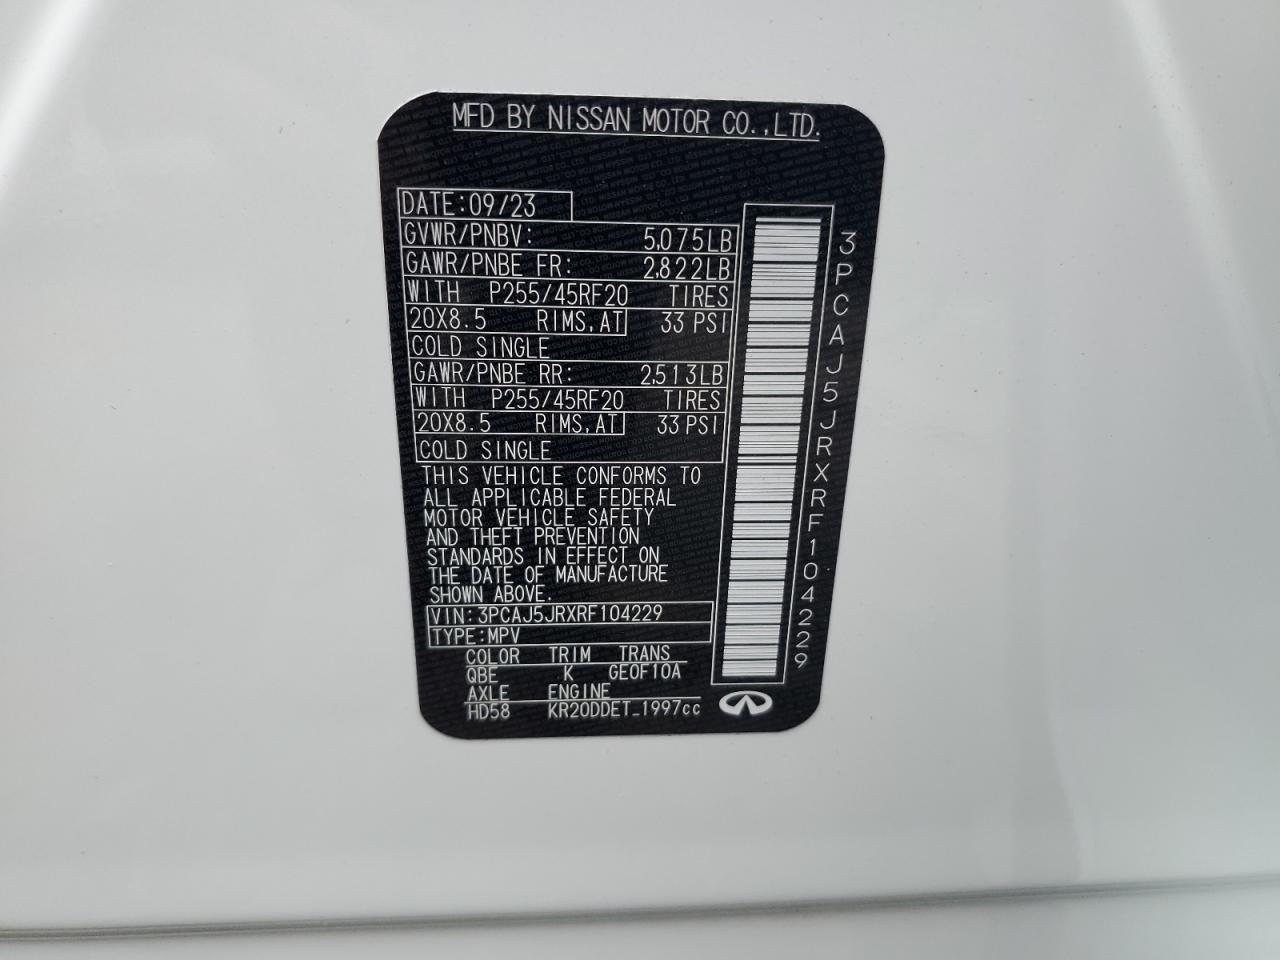 MFD BY NISSAN MOTOR CO.,LTD.
DATE:09/23
GVWR/PNBV: 5,075LB
GAWR/PNBE FR: 2,822LB
WITH P255/45RF20 TIRES
20X8.5 RIMS,AT 33 PSI
COLD SINGLE
GAWR/PNBE RR: 2,513LB
WITH P255/45RF20 TIRES
20X8.5 RIMS,AT 33 PSI
COLD SINGLE
THIS VEHICLE CONFORMS TO
ALL APPLICABLE FEDERAL
MOTOR VEHICLE SAFETY
AND THEFT PREVENTION
STANDARDS IN EFFECT ON
THE DATE OF MANUFACTURE
SHOWN ABOVE.
VIN:3PCAJ5JRXRF104229
TYPE:MPV
COLOR TRIM TRANS
QBE K GE0F10A
AXLE ENGINE
HD58 KR20DDET_1997cc
3PCAJ5JRXRF104229